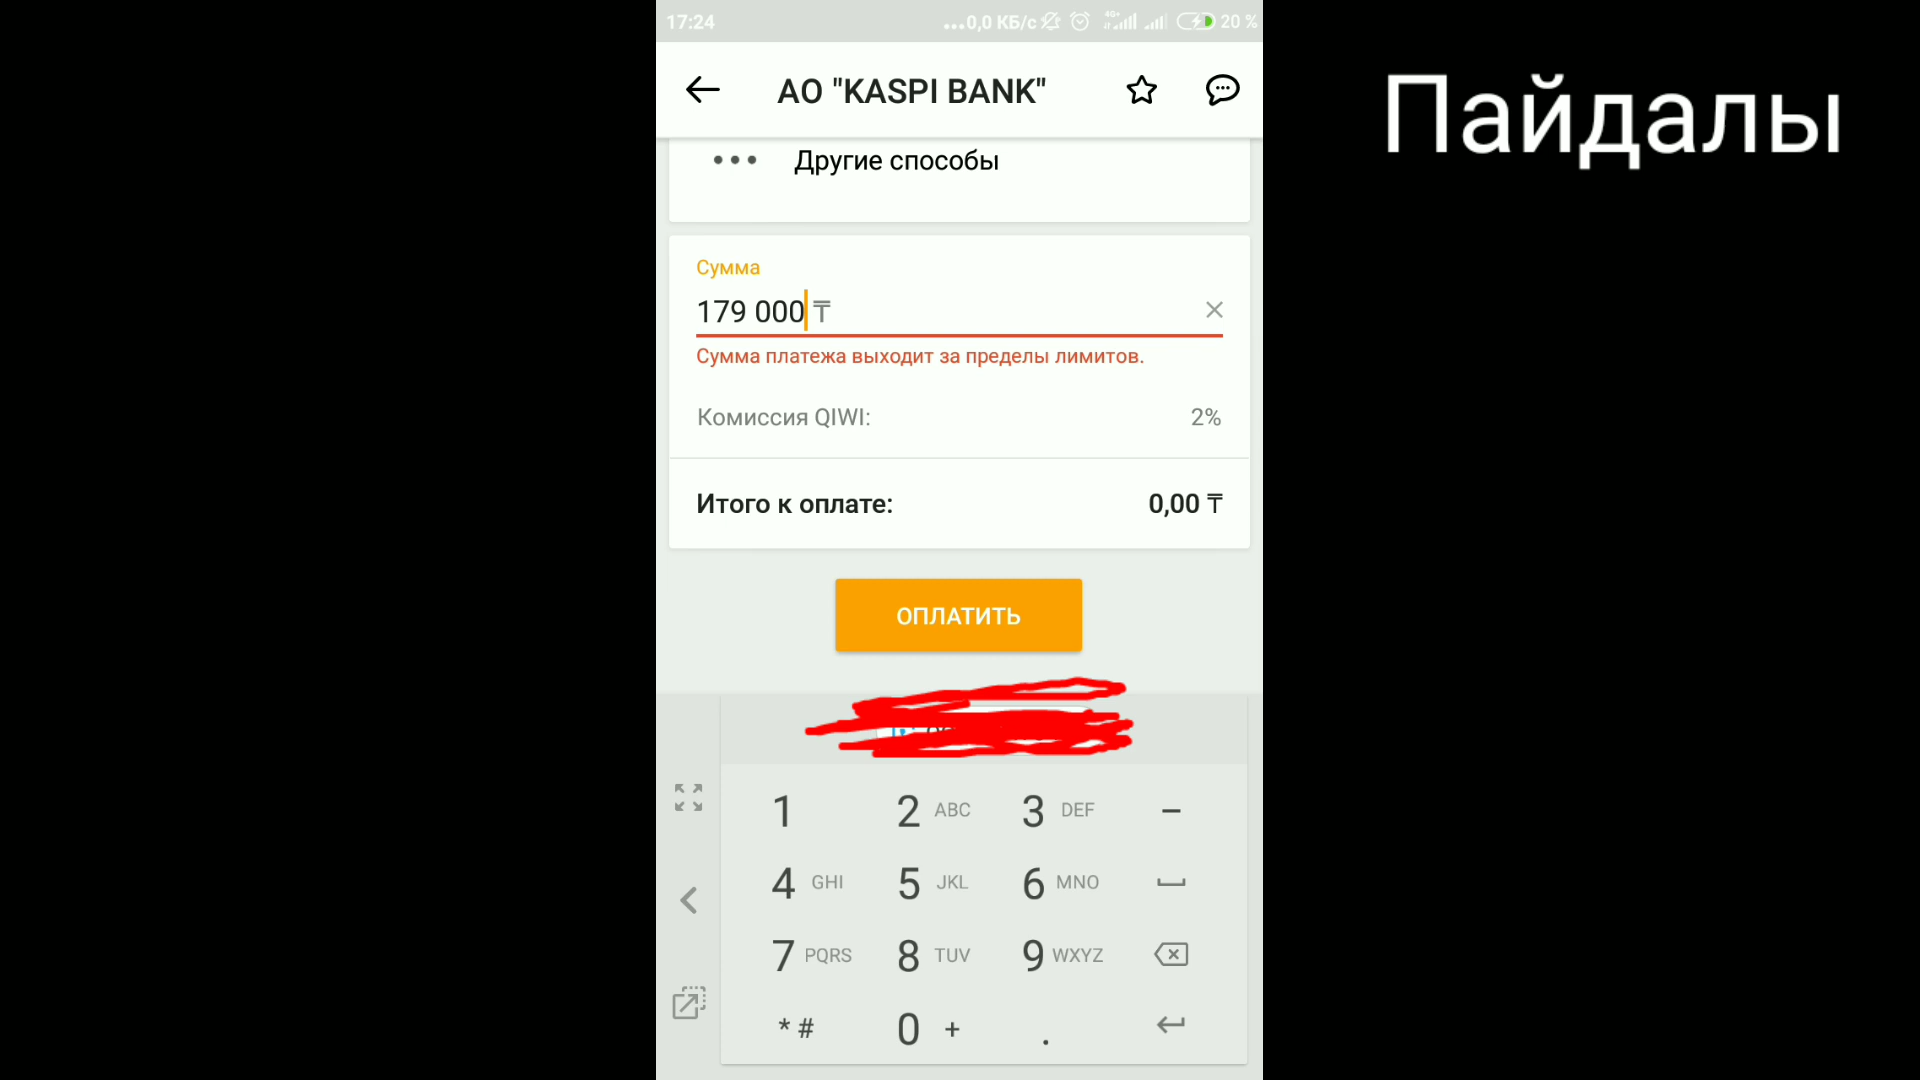 17:24
...0,0 КБ/с 4G+ 20 %
АО "KASPI BANK"
Пайдалы
Другие способы
Сумма
179 000 ₸
Сумма платежа выходит за пределы лимитов.
Комиссия QIWI: 2%
Итого к оплате: 0,00 ₸
ОПЛАТИТЬ
1 2 ABC 3 DEF –
4 GHI 5 JKL 6 MNO
7 PQRS 8 TUV 9 WXYZ
* # 0 + .